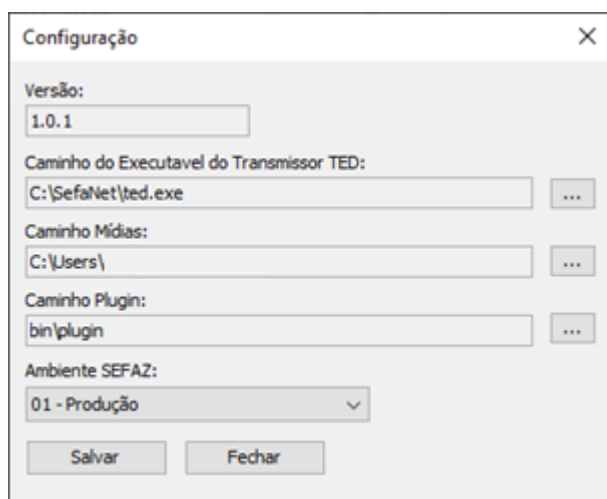 Configuração
Versão:
1.0.1
Caminho do Executavel do Transmissor TED:
C:\SefaNet\ted.exe
...
Caminho Mídias:
C:\Users\
...
Caminho Plugin:
bin\plugin
...
Ambiente SEFAZ:
01 - Produção
Salvar Fechar